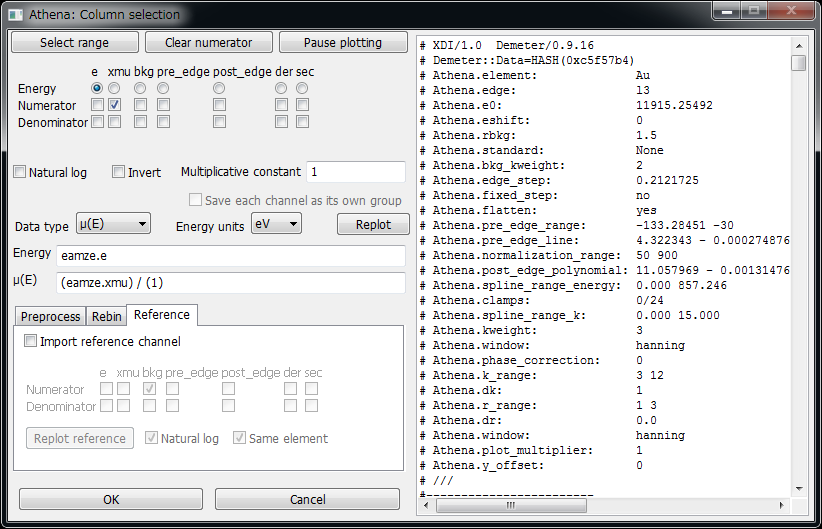 Athena: Column selection
Select range Clear numerator Pause plotting
e xmu bkg pre_edge post_edge der sec
Energy
Numerator
Denominator
Natural log Invert Multiplicative constant 1
Save each channel as its own group
Data type μ(E) Energy units eV Replot
Energy eamze.e
μ(E) (eamze.xmu) / (1)
Preprocess Rebin Reference
Import reference channel
e xmu bkg pre_edge post_edge der sec
Numerator
Denominator
Replot reference Natural log Same element
OK Cancel
# XDI/1.0 Demeter/0.9.16
# Demeter::Data=HASH(0xc5f57b4)
# Athena.element: Au
# Athena.edge: l3
# Athena.e0: 11915.25492
# Athena.eshift: 0
# Athena.rbkg: 1.5
# Athena.standard: None
# Athena.bkg_kweight: 2
# Athena.edge_step: 0.2121725
# Athena.fixed_step: no
# Athena.flatten: yes
# Athena.pre_edge_range: -133.28451 -30
# Athena.pre_edge_line: 4.322343 - 0.000274876
# Athena.normalization_range: 50 900
# Athena.post_edge_polynomial: 11.057969 - 0.00131476
# Athena.spline_range_energy: 0.000 857.246
# Athena.clamps: 0/24
# Athena.spline_range_k: 0.000 15.000
# Athena.kweight: 3
# Athena.window: hanning
# Athena.phase_correction: 0
# Athena.k_range: 3 12
# Athena.dk: 1
# Athena.r_range: 1 3
# Athena.dr: 0.0
# Athena.window: hanning
# Athena.plot_multiplier: 1
# Athena.y_offset: 0
# ///
#------------------------